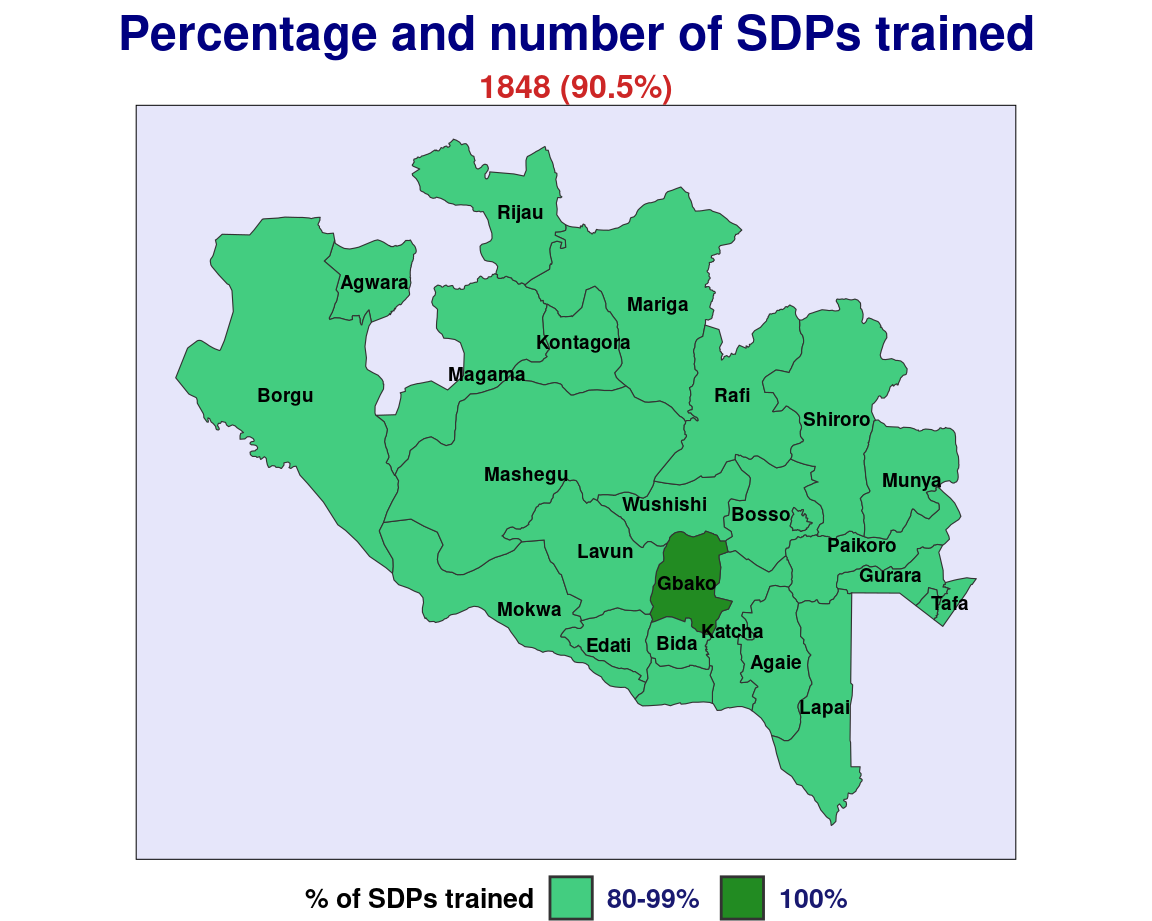 Percentage and number of SDPs trained
1848 (90.5%)
Rijau
Agwara
Mariga
Kontagora
Magama
Borgu
Rafi
Shiroro
Mashegu
Munya
Wushishi
Bosso
Lavun
Paikoro
Gbako
Gurara
Tafa
Mokwa
Katcha
Edati
Bida
Agaie
Lapai
% of SDPs trained 80-99% 100%